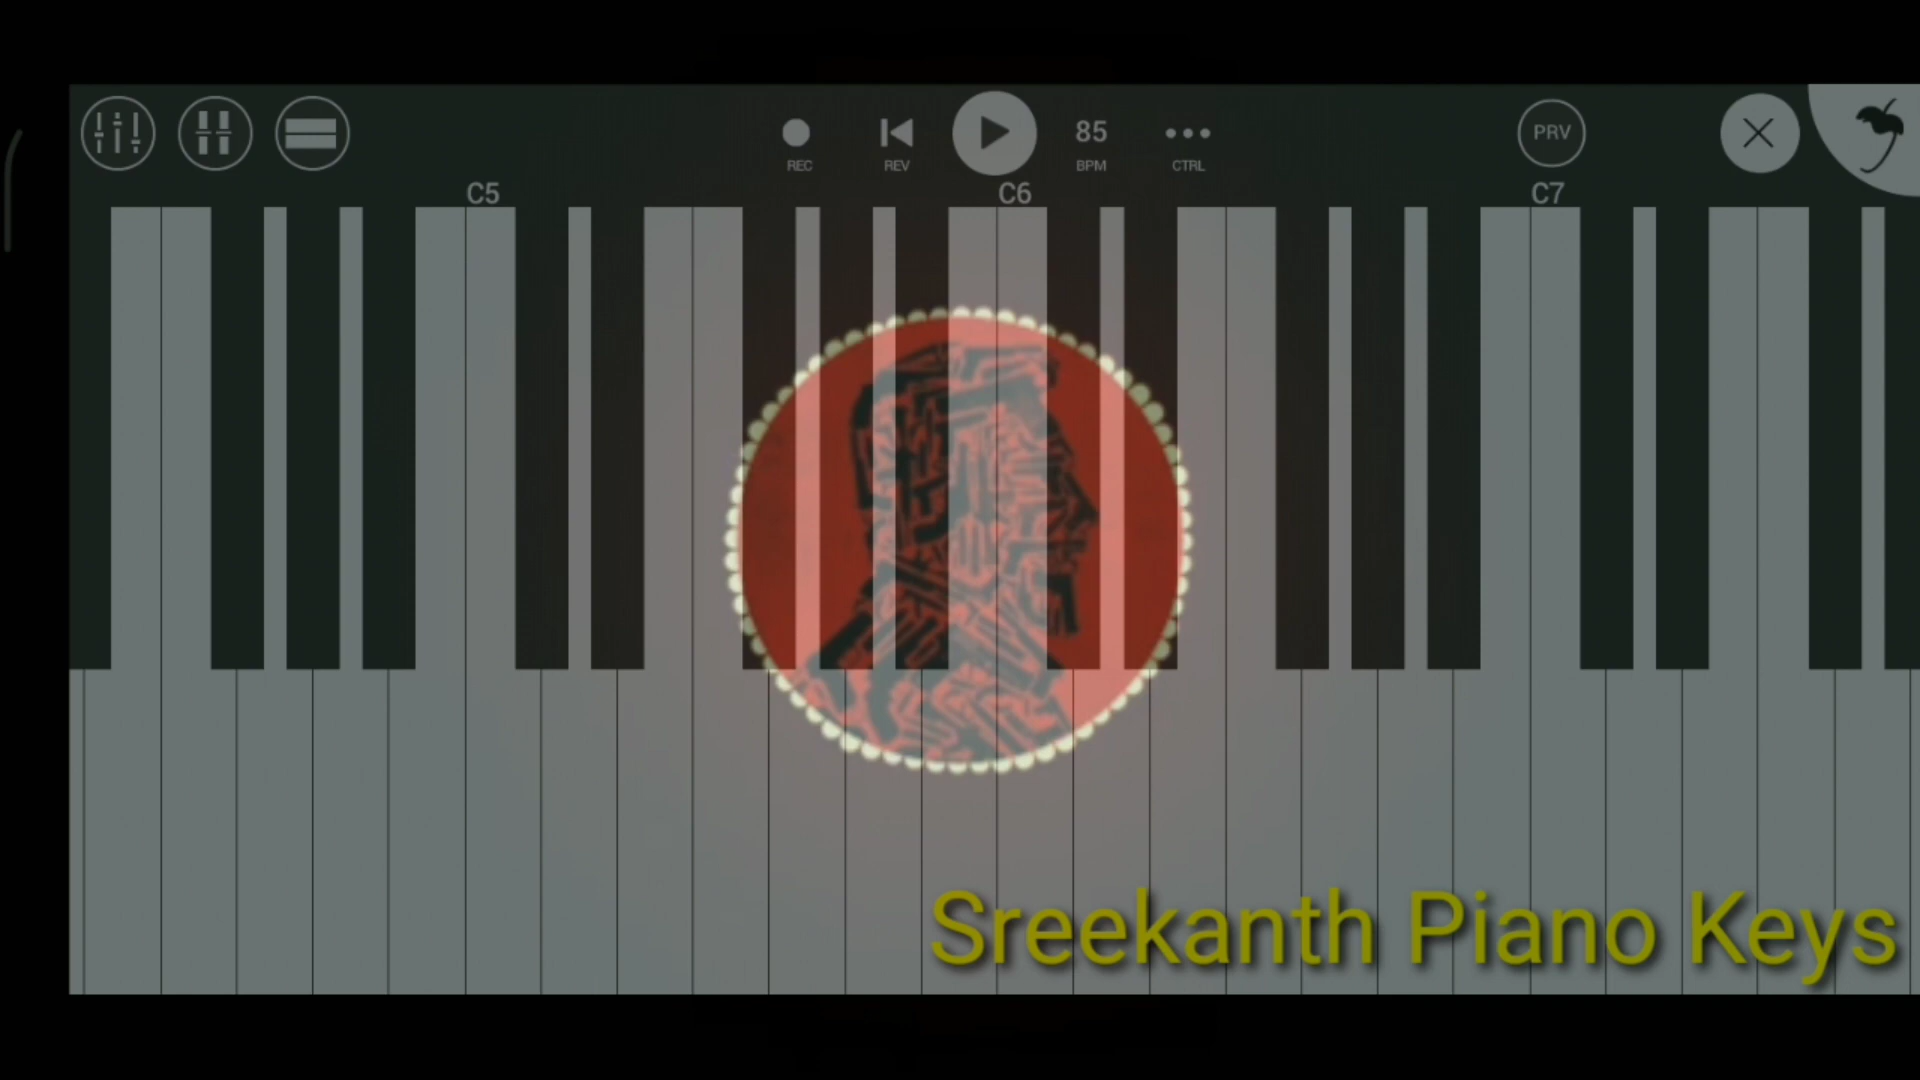 85
PRV
REC
REV
BPM
CTRL
C5
C6
C7
Sreekanth Piano Keys